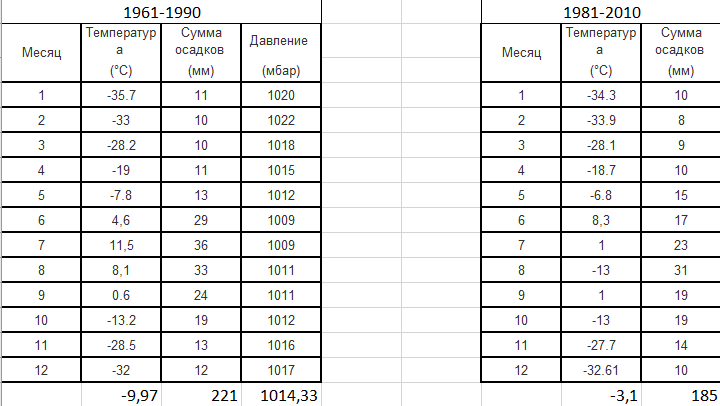 1961-1990 1981-2010
Месяц Температур а (°C) Сумма осадков (мм) Давление (мбар) Месяц Температур а (°C) Сумма осадков (мм)
1 -35.7 11 1020 1 -34.3 10
2 -33 10 1022 2 -33.9 8
3 -28.2 10 1018 3 -28.1 9
4 -19 11 1015 4 -18.7 10
5 -7.8 13 1012 5 -6.8 15
6 4,6 29 1009 6 8,3 17
7 11,5 36 1009 7 1 23
8 8,1 33 1011 8 -13 31
9 0.6 24 1011 9 1 19
10 -13.2 19 1012 10 -13 19
11 -28.5 13 1016 11 -27.7 14
12 -32 12 1017 12 -32.61 10
-9,97 221 1014,33 -3,1 185